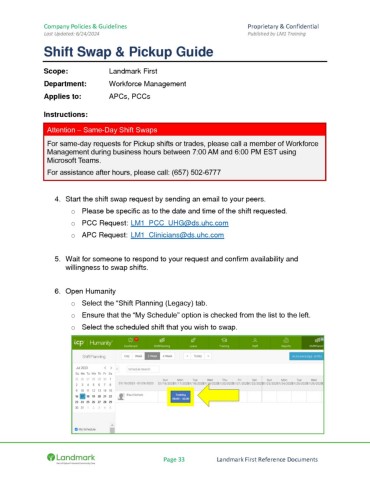 Company Policies & Guidelines Proprietary & Confidential
Last Updated: 6/24/2024 Published by LM1 Training
Shift Swap & Pickup Guide
Scope: Landmark First
Department: Workforce Management
Applies to: APCs, PCCs
Instructions:
Attention – Same-Day Shift Swaps
For same-day requests for Pickup shifts or trades, please call a member of Workforce
Management during business hours between 7:00 AM and 6:00 PM EST using
Microsoft Teams.
For assistance after hours, please call: (657) 502-6777
4. Start the shift swap request by sending an email to your peers.
o Please be specific as to the date and time of the shift requested.
o PCC Request: LM1_PCC_UHG@ds.uhc.com
o APC Request: LM1_Clinicians@ds.uhc.com
5. Wait for someone to respond to your request and confirm availability and
willingness to swap shifts.
6. Open Humanity
o Select the "Shift Planning (Legacy) tab.
o Ensure that the "My Schedule" option is checked from the list to the left.
o Select the scheduled shift that you wish to swap.
Humanity
ShiftPlanning
Jul 2023
Landmark
Page 33 Landmark First Reference Documents